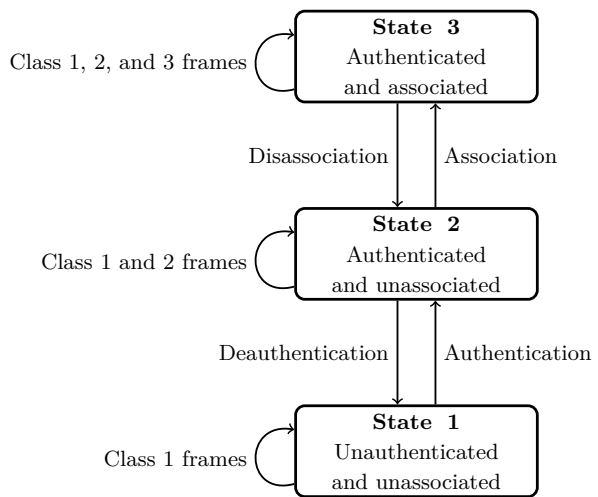 State 3
Authenticated
and associated
Class 1, 2, and 3 frames
Disassociation
Association
State 2
Authenticated
and unassociated
Class 1 and 2 frames
Deauthentication
Authentication
State 1
Unauthenticated
and unassociated
Class 1 frames